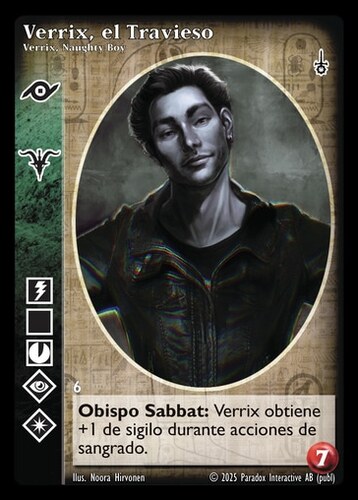 Verrix, el Travieso
Verrix, Naughty Boy
6
Obispo Sabbat: Verrix obtiene
+1 de sigilo durante acciones de
sangrado.
7
Ilus. Noora Hirvonen
© 2025 Paradox Interactive AB (publ)